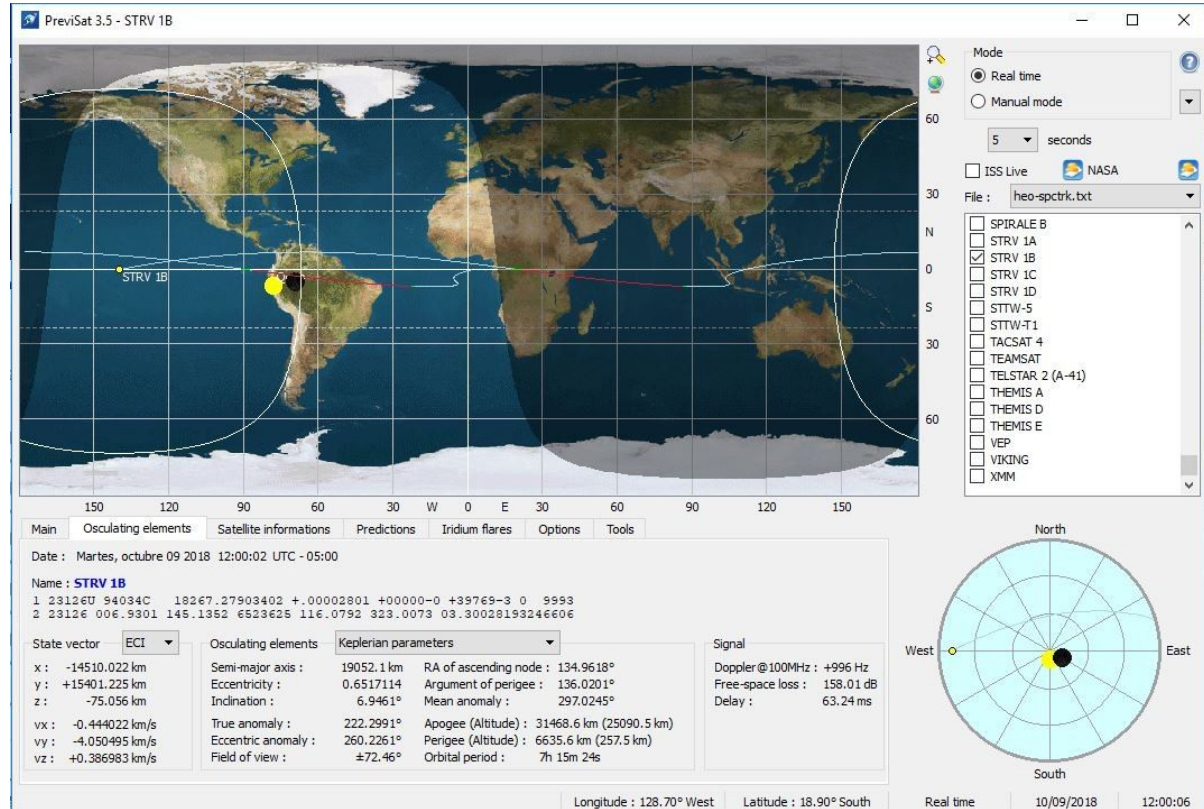 PreviSat 3.5 - STRV 1B
Mode
Real time
Manual mode
5 seconds
ISS Live NASA
File : heo-spctrk.txt
SPIRALE B
STRV 1A
STRV 1B
STRV 1C
STRV 1D
STTW-5
STTW-T1
TACSAT 4
TEAMSAT
TELSTAR 2 (A-41)
THEMIS A
THEMIS D
THEMIS E
VEP
VIKING
XMM
STRV 1B
60
30
N
0
S
30
60
150 120 90 60 30 W 0 E 30 60 90 120 150
Main Osculating elements Satellite informations Predictions Iridium flares Options Tools
Date : Martes, octubre 09 2018 12:00:02 UTC - 05:00
Name : STRV 1B
1 23126U 94034C 18267.27903402 +.00002801 +00000-0 +39769-3 0 9993
2 23126 006.9301 145.1352 6523625 116.0792 323.0073 03.30028193246606
State vector ECI
x : -14510.022 km
y : +15401.225 km
z : -75.056 km
vx : -0.444022 km/s
vy : -4.050495 km/s
vz : +0.386983 km/s
Osculating elements Keplerian parameters
Semi-major axis : 19052.1 km RA of ascending node : 134.9618°
Eccentricity : 0.6517114 Argument of perigee : 136.0201°
Inclination : 6.9461° Mean anomaly : 297.0245°
True anomaly : 222.2991° Apogee (Altitude) : 31468.6 km (25090.5 km)
Eccentric anomaly : 260.2261° Perigee (Altitude) : 6635.6 km (257.5 km)
Field of view : ±72.46° Orbital period : 7h 15m 24s
Signal
Doppler@100MHz : +996 Hz
Free-space loss : 158.01 dB
Delay : 63.24 ms
North
West
East
South
Longitude : 128.70° West Latitude : 18.90° South Real time 10/09/2018 12:00:06